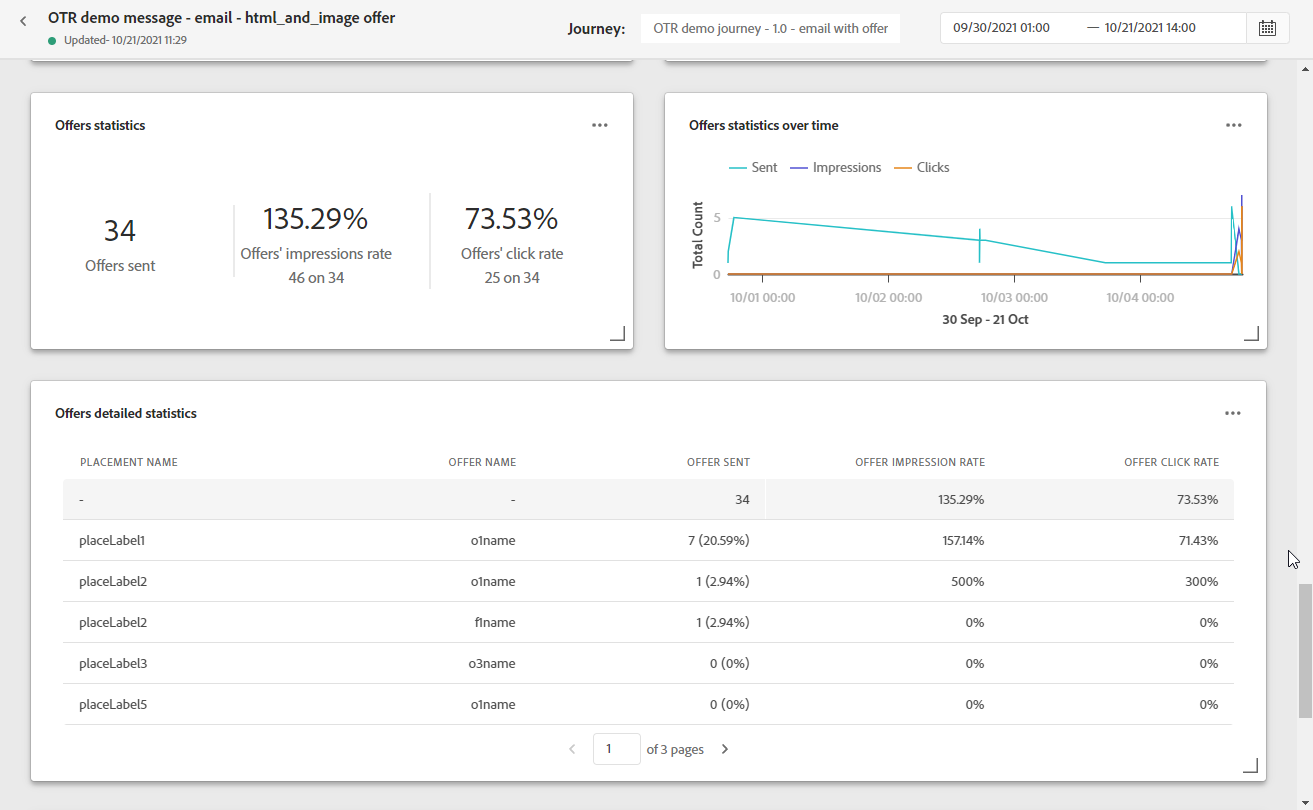 OTR demo message - email - html_and_image offer
Updated- 10/21/2021 11:29
Journey:
OTR demo journey - 1.0 - email with offer
09/30/2021 01:00 — 10/21/2021 14:00
Offers statistics
34
Offers sent
135.29%
Offers' impressions rate
46 on 34
73.53%
Offers' click rate
25 on 34
Offers statistics over time
Sent Impressions Clicks
Total Count
5
0
10/01 00:00 10/02 00:00 10/03 00:00 10/04 00:00
30 Sep - 21 Oct
Offers detailed statistics
PLACEMENT NAME OFFER NAME OFFER SENT OFFER IMPRESSION RATE OFFER CLICK RATE
- - 34 135.29% 73.53%
placeLabel1 o1name 7 (20.59%) 157.14% 71.43%
placeLabel2 o1name 1 (2.94%) 500% 300%
placeLabel2 f1name 1 (2.94%) 0% 0%
placeLabel3 o3name 0 (0%) 0% 0%
placeLabel5 o1name 0 (0%) 0% 0%
1 of 3 pages